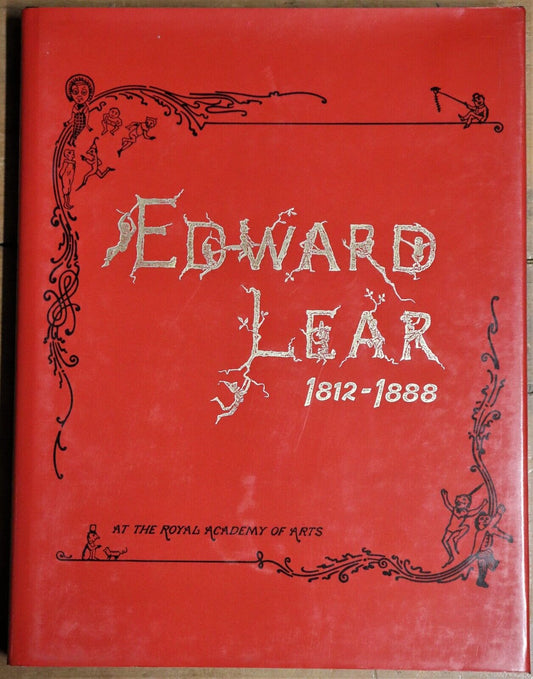 EDWARD
LEAR
1812-1888
AT THE ROYAL ACADEMY OF ARTS